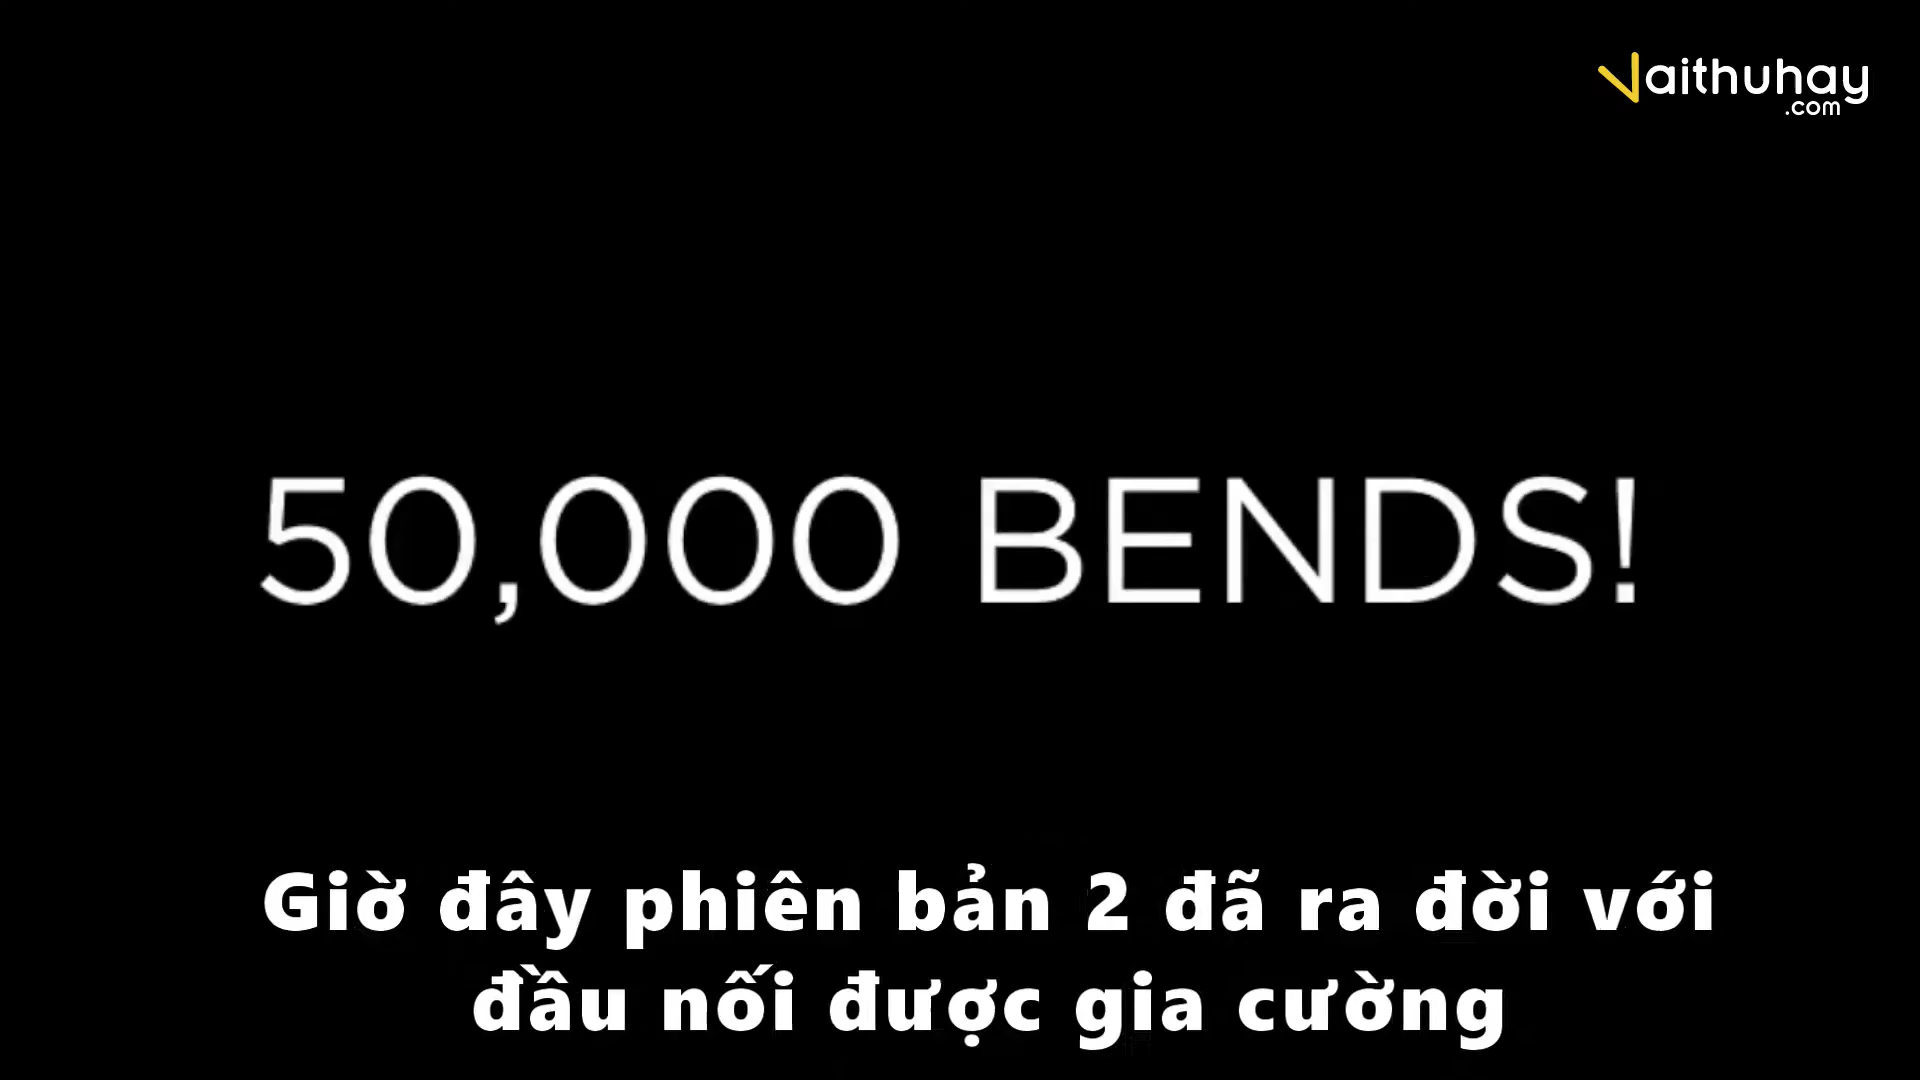 Vaithuhay
.com
50,000 BENDS!
Giờ đây phiên bản 2 đã ra đời với
đầu nối được gia cường